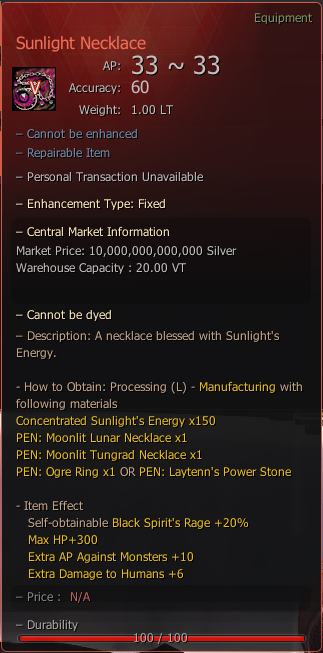 Equipment
Sunlight Necklace
AP: 33 ~ 33
Accuracy: 60
Weight: 1.00 LT
– Cannot be enhanced
– Repairable Item
– Personal Transaction Unavailable
– Enhancement Type: Fixed
– Central Market Information
Market Price: 10,000,000,000,000 Silver
Warehouse Capacity : 20.00 VT
– Cannot be dyed
– Description: A necklace blessed with Sunlight's
Energy.
- How to Obtain: Processing (L) - Manufacturing with
following materials
Concentrated Sunlight's Energy x150
PEN: Moonlit Lunar Necklace x1
PEN: Moonlit Tungrad Necklace x1
PEN: Ogre Ring x1 OR PEN: Laytenn's Power Stone
- Item Effect
Self-obtainable Black Spirit's Rage +20%
Max HP+300
Extra AP Against Monsters +10
Extra Damage to Humans +6
– Price : N/A
– Durability
100 / 100